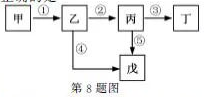 甲 ① 乙 ② 丙 ③ 丁
④ ⑤
戊
第8题图